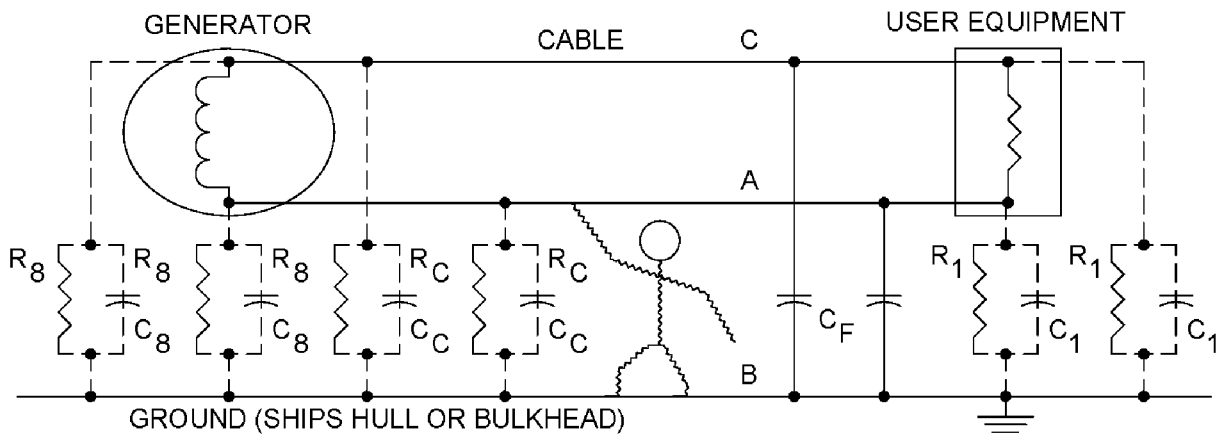 GENERATOR
USER EQUIPMENT
CABLE
C
A
R8
R8
R8
RC
RC
R1
R1
C8
C8
CC
CC
CF
C1
C1
B
GROUND (SHIPS HULL OR BULKHEAD)